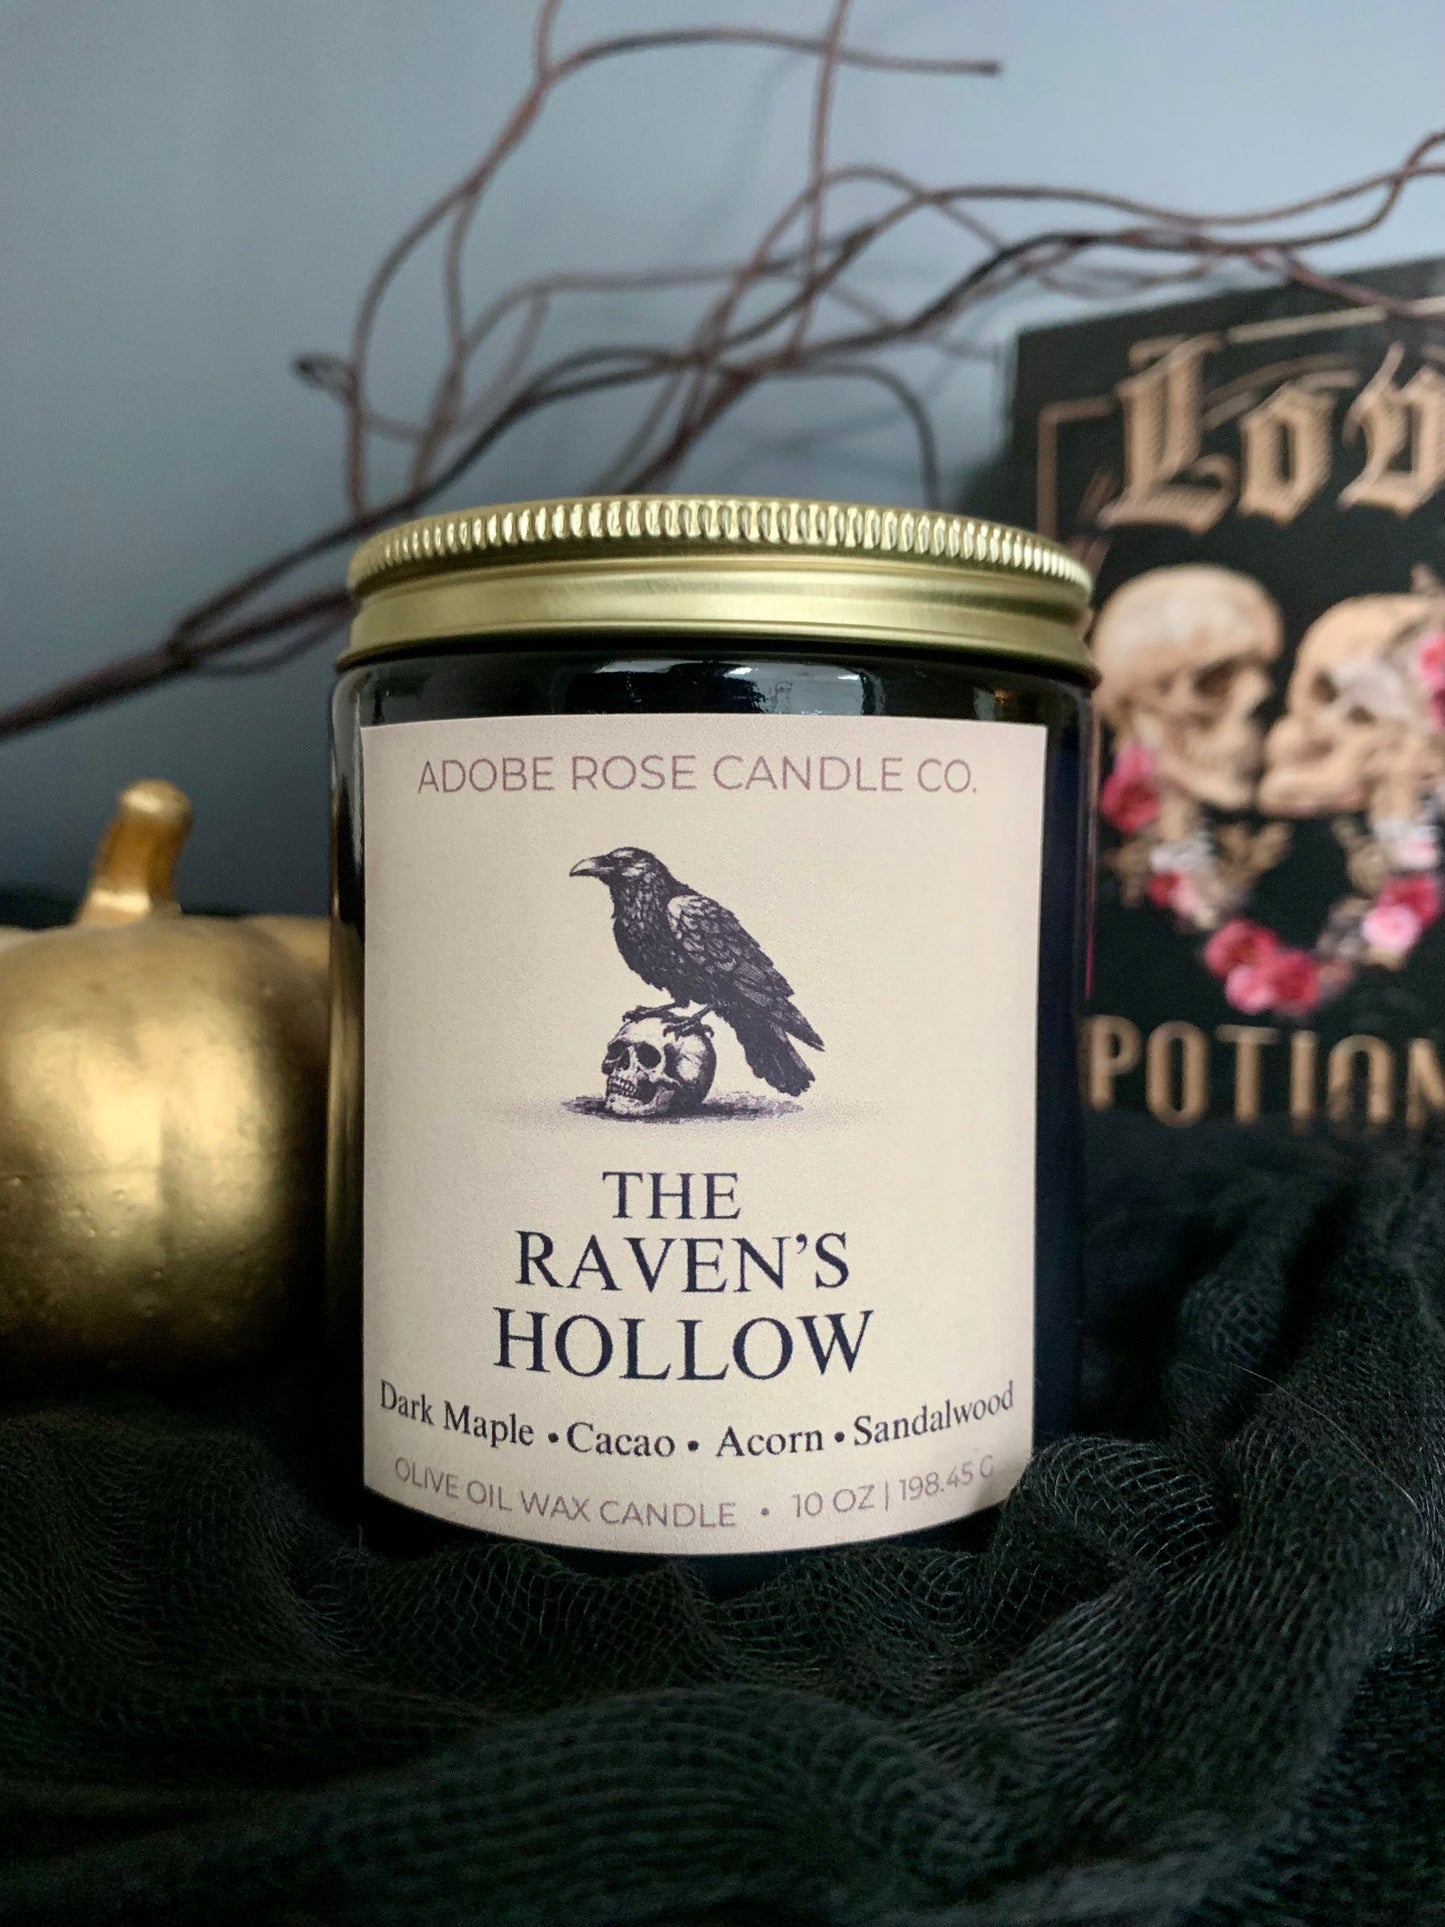 ADOBE ROSE CANDLE CO.
THE
RAVEN'S
HOLLOW
Dark Maple • Cacao • Acorn • Sandalwood
OLIVE OIL WAX CANDLE • 10 OZ | 198.45 G
POTION